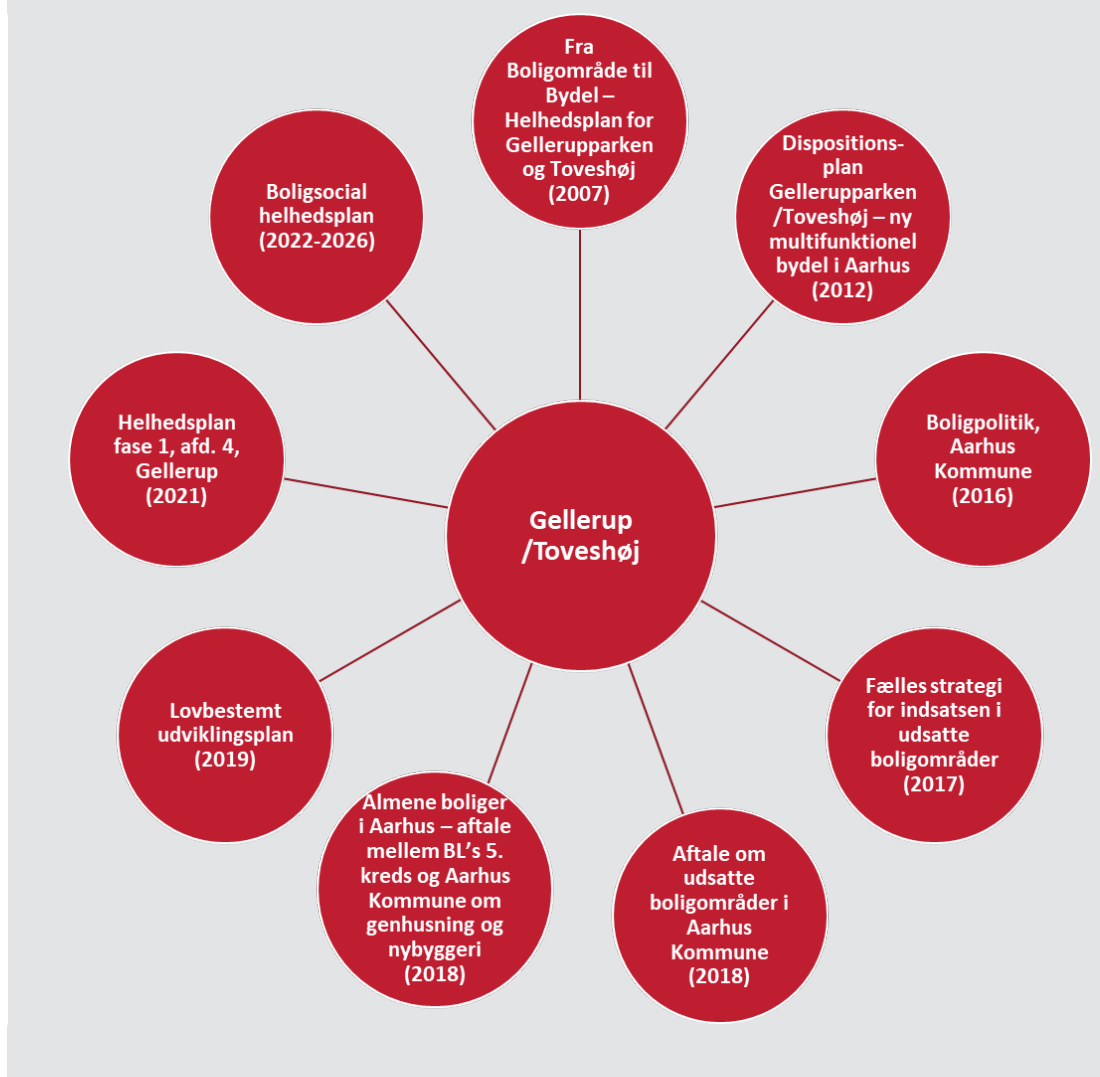 Fra
Boligområde til
Bydel –
Helhedsplan for
Gellerupparken
og Toveshøj
(2007)
Dispositions-
plan
Gellerupparken
/Toveshøj – ny
multifunktionel
bydel i Aarhus
(2012)
Boligpolitik,
Aarhus
Kommune
(2016)
Fælles strategi
for indsatsen i
udsatte
boligområder
(2017)
Aftale om
udsatte
boligområder i
Aarhus
Kommune
(2018)
Almene boliger
i Aarhus – aftale
mellem BL's 5.
kreds og Aarhus
Kommune om
genhusning og
nybyggeri
(2018)
Lovbestemt
udviklingsplan
(2019)
Helhedsplan
fase 1, afd. 4,
Gellerup
(2021)
Boligsocial
helhedsplan
(2022-2026)
Gellerup
/Toveshøj